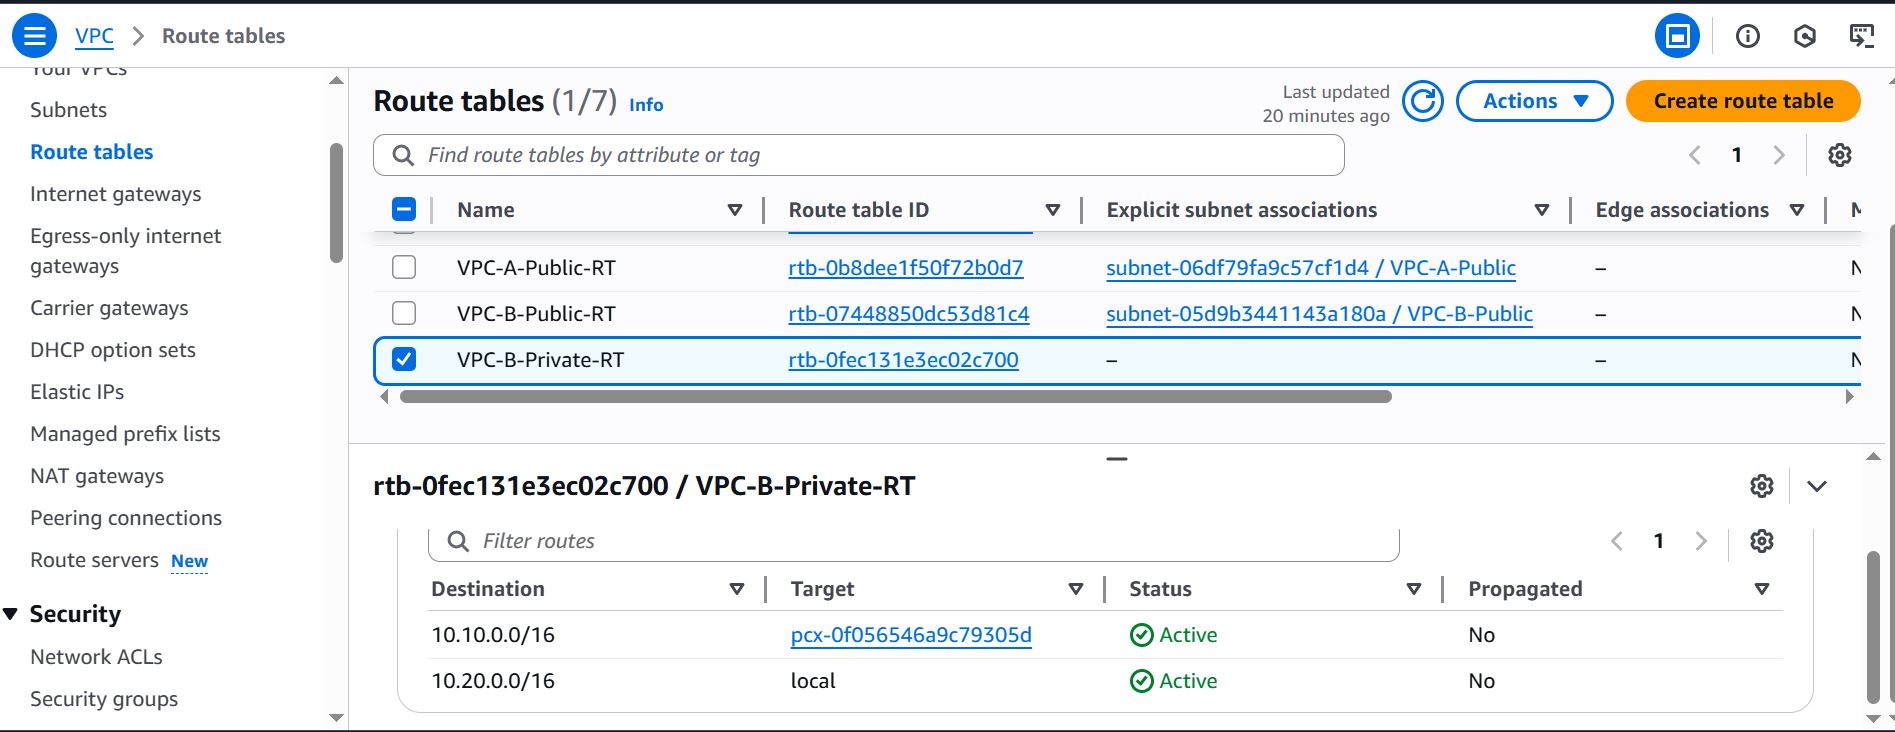 VPC > Route tables
Your VPCs
Subnets
Route tables
Internet gateways
Egress-only internet
gateways
Carrier gateways
DHCP option sets
Elastic IPs
Managed prefix lists
NAT gateways
Peering connections
Route servers New
Security
Network ACLs
Security groups
Route tables (1/7) Info
Last updated
20 minutes ago
Actions
Create route table
Find route tables by attribute or tag
1
Name Route table ID Explicit subnet associations Edge associations
VPC-A-Public-RT rtb-0b8dee1f50f72b0d7 subnet-06df79fa9c57cf1d4 / VPC-A-Public –
VPC-B-Public-RT rtb-07448850dc53d81c4 subnet-05d9b3441143a180a / VPC-B-Public –
VPC-B-Private-RT rtb-0fec131e3ec02c700 – –
rtb-0fec131e3ec02c700 / VPC-B-Private-RT
Filter routes
1
Destination Target Status Propagated
10.10.0.0/16 pcx-0f056546a9c79305d Active No
10.20.0.0/16 local Active No